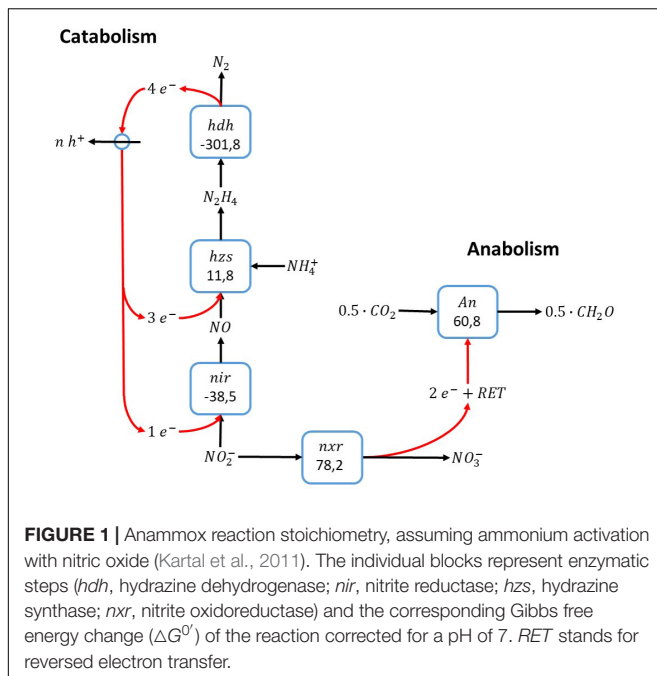 Catabolism
N₂
4 e⁻
hdh
-301,8
n h⁺
N₂H₄
Anabolism
hzs
11,8
NH₄⁺
An
60,8
0.5 · CO₂
0.5 · CH₂O
3 e⁻
NO
nir
-38,5
2 e⁻ + RET
1 e⁻
NO₂⁻
nxr
78,2
NO₃⁻
FIGURE 1 | Anammox reaction stoichiometry, assuming ammonium activation
with nitric oxide (Kartal et al., 2011). The individual blocks represent enzymatic
steps (hdh, hydrazine dehydrogenase; nir, nitrite reductase; hzs, hydrazine
synthase; nxr, nitrite oxidoreductase) and the corresponding Gibbs free
energy change (△G⁰′) of the reaction corrected for a pH of 7. RET stands for
reversed electron transfer.